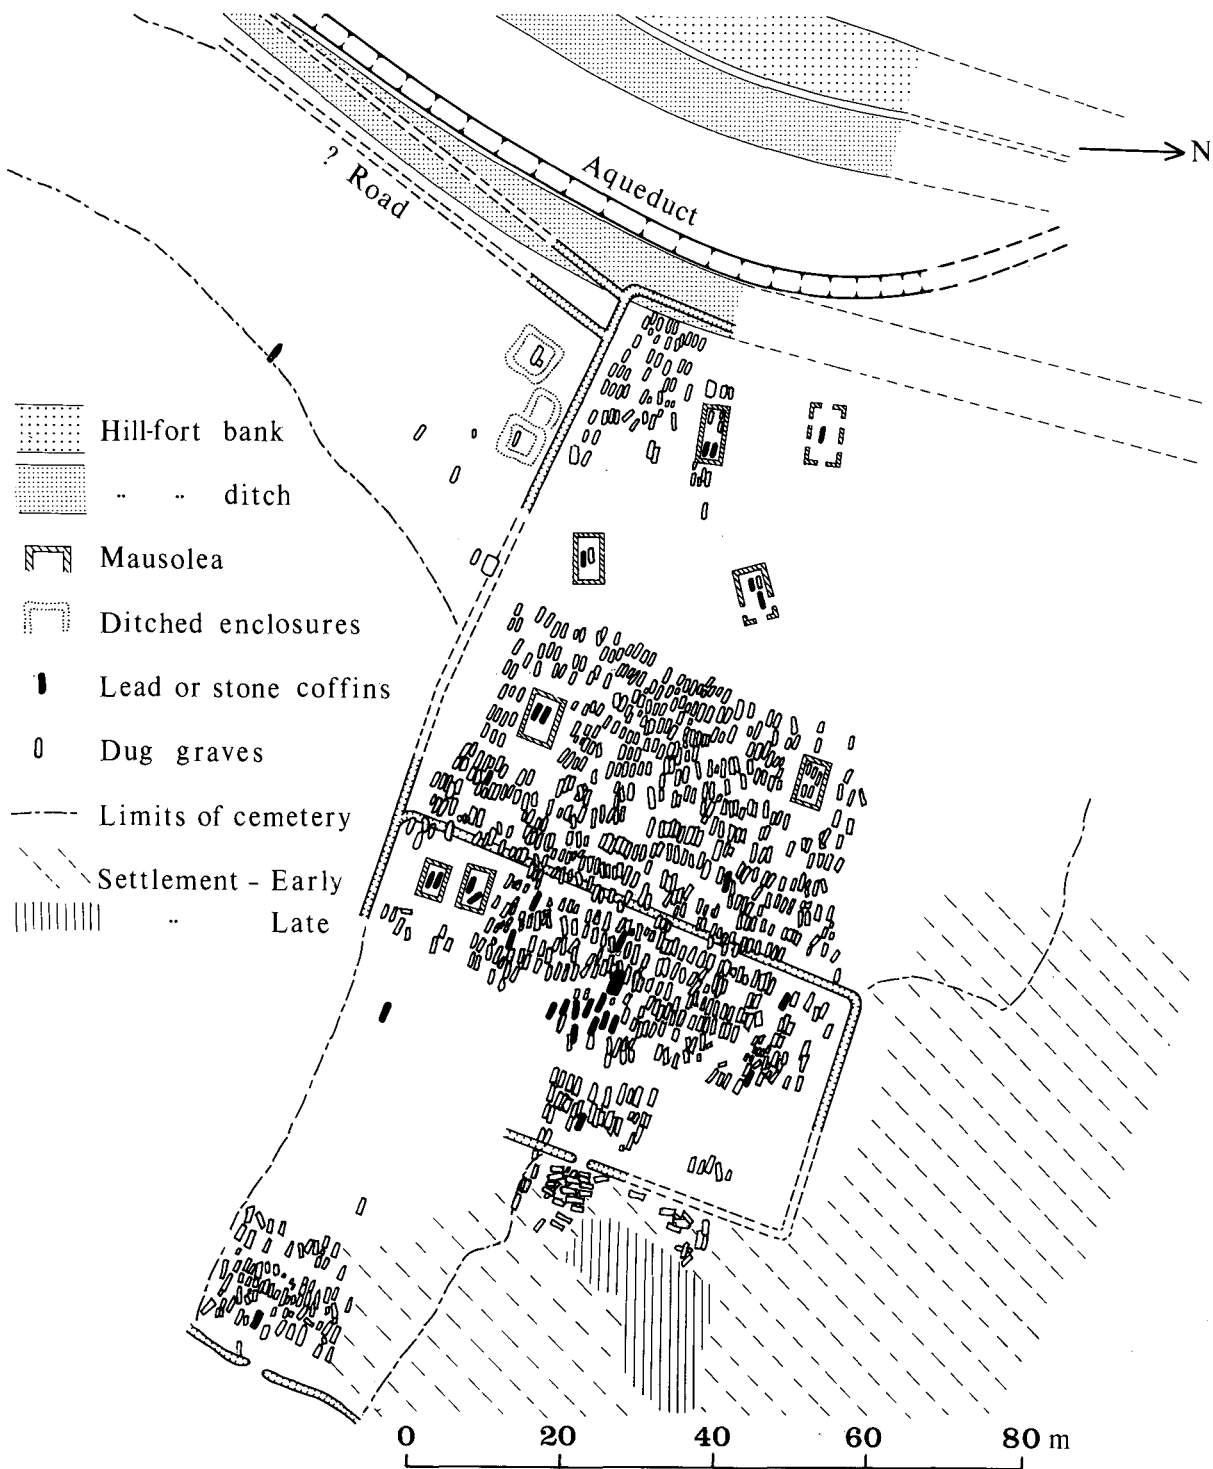 N
Aqueduct
? Road
Hill-fort bank
.. .. ditch
Mausolea
Ditched enclosures
Lead or stone coffins
Dug graves
Limits of cemetery
Settlement - Early
.. Late
0 20 40 60 80 m